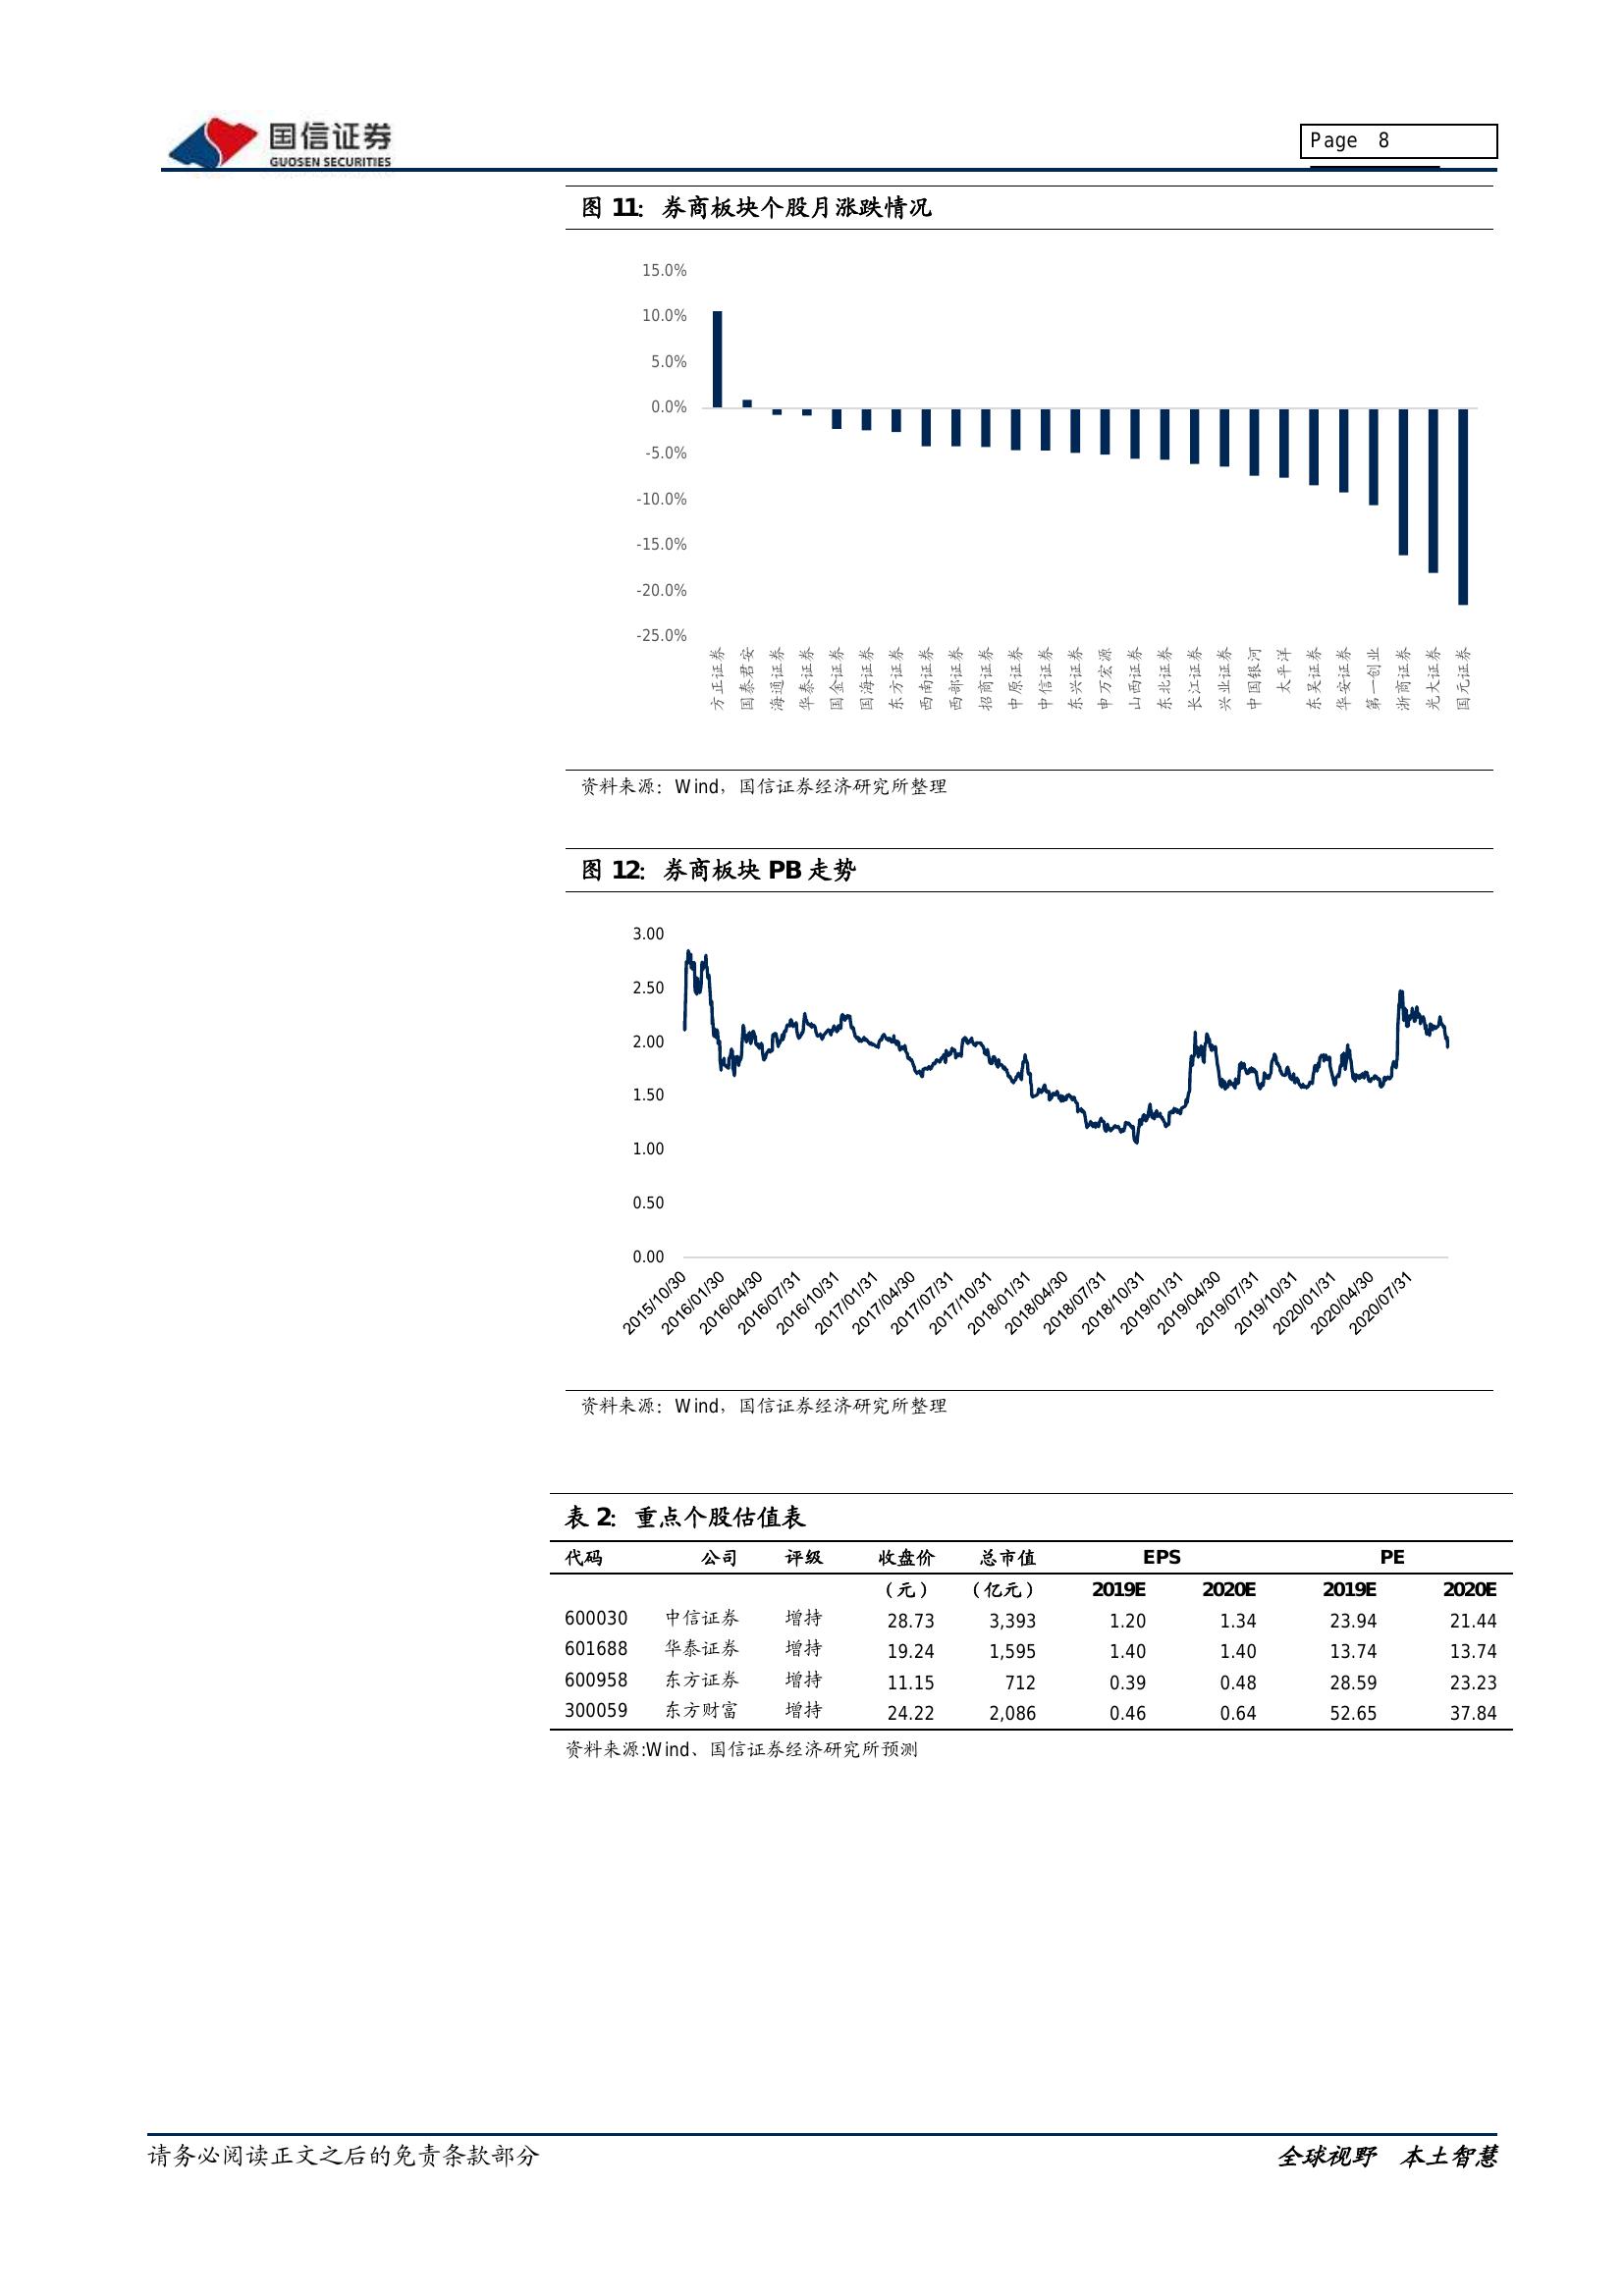 国信证券
GUOSEN SECURITIES
Page 8
图 11：券商板块个股月涨跌情况
15.0%
10.0%
5.0%
0.0%
-5.0%
-10.0%
-15.0%
-20.0%
-25.0%
方正证券
国泰君安
海通证券
华泰证券
国金证券
国海证券
东方证券
西南证券
西部证券
招商证券
中原证券
中信证券
东兴证券
申万宏源
山西证券
东北证券
长江证券
兴业证券
中国银河
太平洋
东吴证券
华安证券
第一创业
浙商证券
光大证券
国元证券
资料来源：Wind，国信证券经济研究所整理
图 12：券商板块 PB 走势
3.00
2.50
2.00
1.50
1.00
0.50
0.00
2015/10/30
2016/01/30
2016/04/30
2016/07/31
2016/10/31
2017/01/31
2017/04/30
2017/07/31
2017/10/31
2018/01/31
2018/04/30
2018/07/31
2018/10/31
2019/01/31
2019/04/30
2019/07/31
2019/10/31
2020/01/31
2020/04/30
2020/07/31
资料来源：Wind，国信证券经济研究所整理
表 2：重点个股估值表
代码 公司 评级 收盘价 总市值 EPS PE
（元） （亿元） 2019E 2020E 2019E 2020E
600030 中信证券 增持 28.73 3,393 1.20 1.34 23.94 21.44
601688 华泰证券 增持 19.24 1,595 1.40 1.40 13.74 13.74
600958 东方证券 增持 11.15 712 0.39 0.48 28.59 23.23
300059 东方财富 增持 24.22 2,086 0.46 0.64 52.65 37.84
资料来源:Wind、国信证券经济研究所预测
请务必阅读正文之后的免责条款部分 全球视野 本土智慧